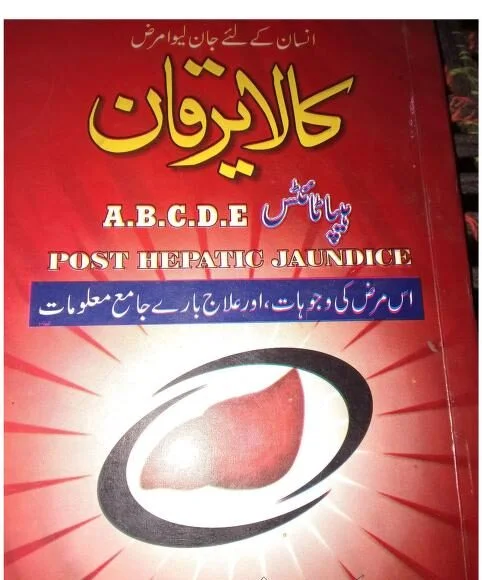 انسان کے لئے جان لیوا مرض
کالا یرقان
ہیپاٹائٹس A.B.C.D.E
POST HEPATIC JAUNDICE
اس مرض کی وجوہات، اور علاج بارے جامع معلومات